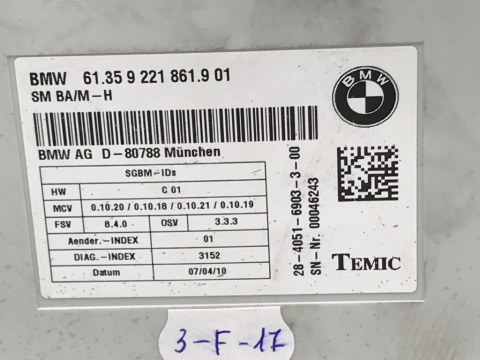 BMW 61.35 9 221 861.9 01
SM BA/M-H
BMW
BMW AG D-80788 München
SGBM-IDs
HW C 01
MCV 0.10.20 / 0.10.18 / 0.10.21 / 0.10.19
FSV 8.4.0 OSV 3.3.3
Aender.-INDEX 01
DIAG.-INDEX 3152
Datum 07/04/10
28-4051-6903-3-00
SN-Nr. 00046243
TEMIC
3-F-17